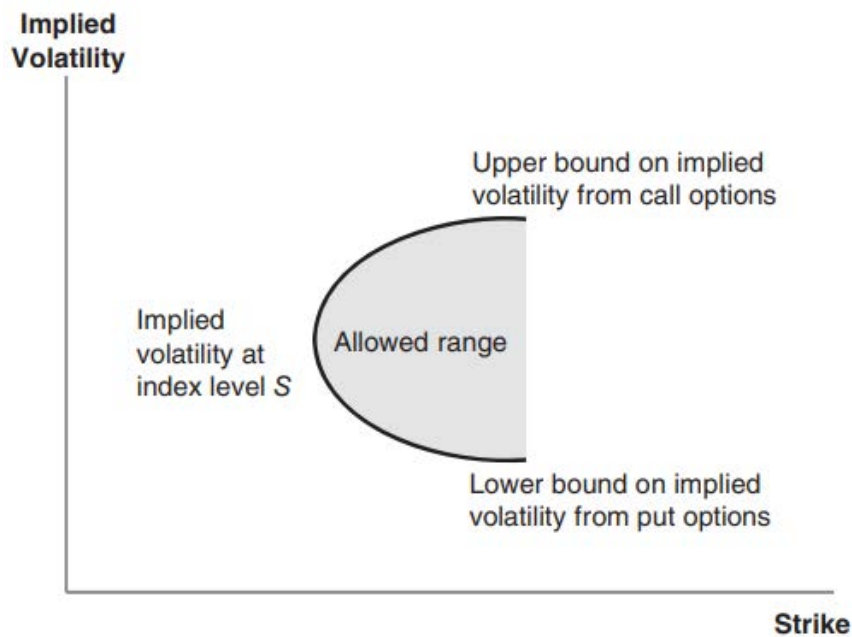 Implied
Volatility
Upper bound on implied
volatility from call options
Implied
volatility at
index level S
Allowed range
Lower bound on implied
volatility from put options
Strike